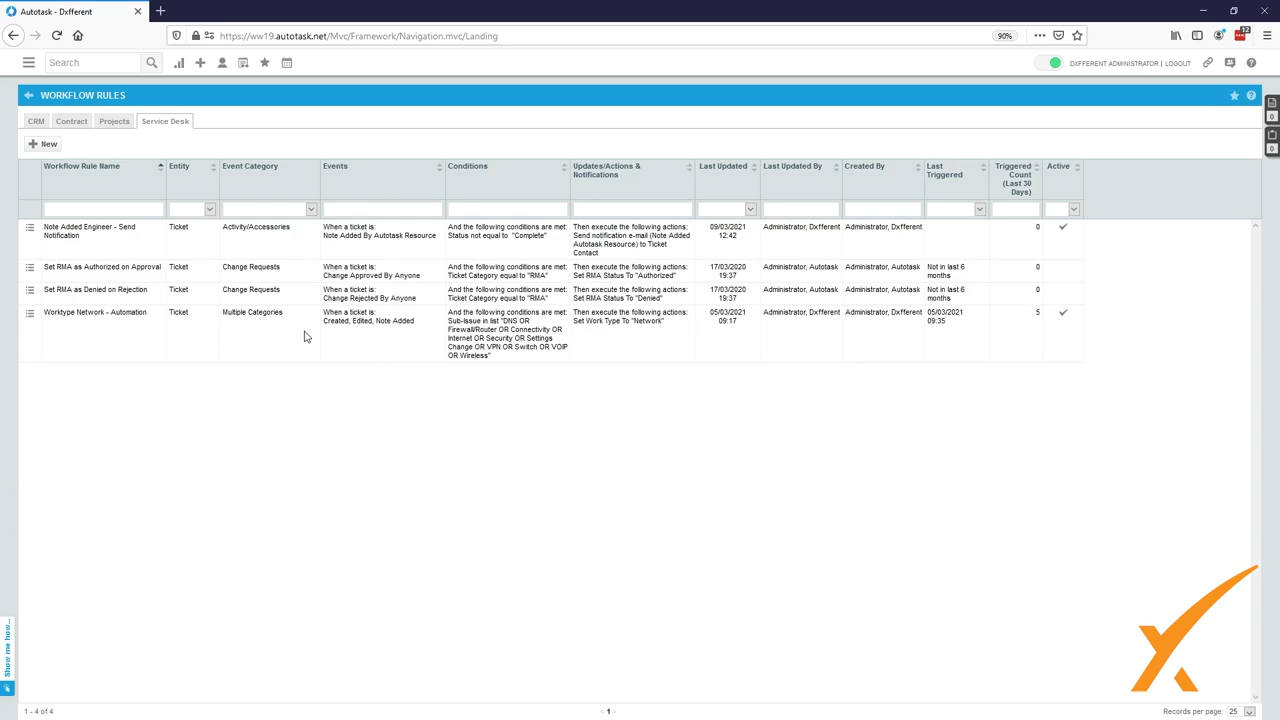 Autotask - Dxfferent
https://ww19.autotask.net/Mvc/Framework/Navigation.mvc/Landing
90%
12
Search
DXFFERENT ADMINISTRATOR | LOGOUT
WORKFLOW RULES
0
0
CRM
Contract
Projects
Service Desk
New
Workflow Rule Name
Entity
Event Category
Events
Conditions
Updates/Actions &
Notifications
Last Updated
Last Updated By
Created By
Last
Triggered
Triggered
Count
(Last 30
Days)
Active
Note Added Engineer - Send
Notification
Ticket
Activity/Accessories
When a ticket is:
Note Added By Autotask Resource
And the following conditions are met:
Status not equal to "Complete"
Then execute the following actions:
Send notification e-mail (Note Added
Autotask Resource) to Ticket
Contact
09/03/2021
12:42
Administrator, Dxfferent
Administrator, Dxfferent
0
Set RMA as Authorized on Approval
Ticket
Change Requests
When a ticket is:
Change Approved By Anyone
And the following conditions are met:
Ticket Category equal to "RMA"
Then execute the following actions:
Set RMA Status To "Authorized"
17/03/2020
19:37
Administrator, Autotask
Administrator, Autotask
Not in last 6
months
0
Set RMA as Denied on Rejection
Ticket
Change Requests
When a ticket is:
Change Rejected By Anyone
And the following conditions are met:
Ticket Category equal to "RMA"
Then execute the following actions:
Set RMA Status To "Denied"
17/03/2020
19:37
Administrator, Autotask
Administrator, Autotask
Not in last 6
months
0
Worktype Network - Automation
Ticket
Multiple Categories
When a ticket is:
Created, Edited, Note Added
And the following conditions are met:
Sub-Issue in list "DNS OR
Firewall/Router OR Connectivity OR
Internet OR Security OR Settings
Change OR VPN OR Switch OR VOIP
OR Wireless"
Then execute the following actions:
Set Work Type To "Network"
05/03/2021
09:17
Administrator, Dxfferent
Administrator, Dxfferent
05/03/2021
09:35
5
Show me how...
1 - 4 of 4
< 1 >
Records per page:
25